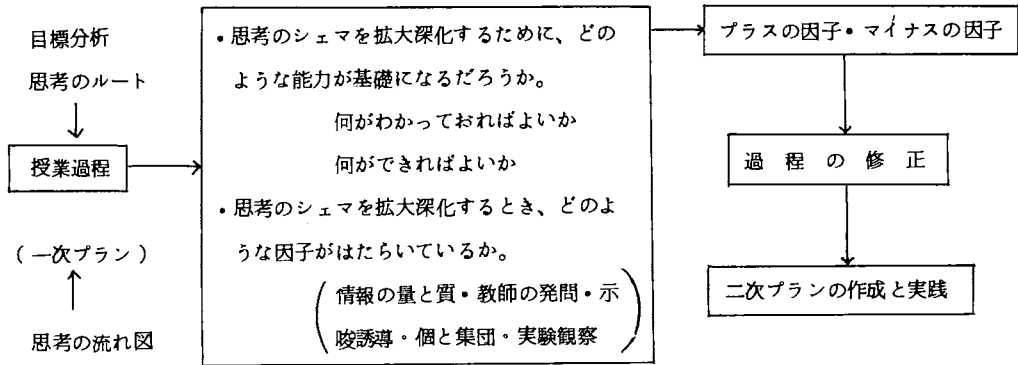 目標分析
思考のルート
授業過程
(一次プラン)
思考の流れ図
・思考のシェマを拡大深化するために、どの
ような能力が基礎になるだろうか。
何がわかっておればよいか
何ができればよいか
・思考のシェマを拡大深化するとき、どのよ
うな因子がはたらいているか。
(情報の量と質・教師の発問・示
唆誘導・個と集団・実験観察)
プラスの因子・マイナスの因子
過程の修正
二次プランの作成と実践